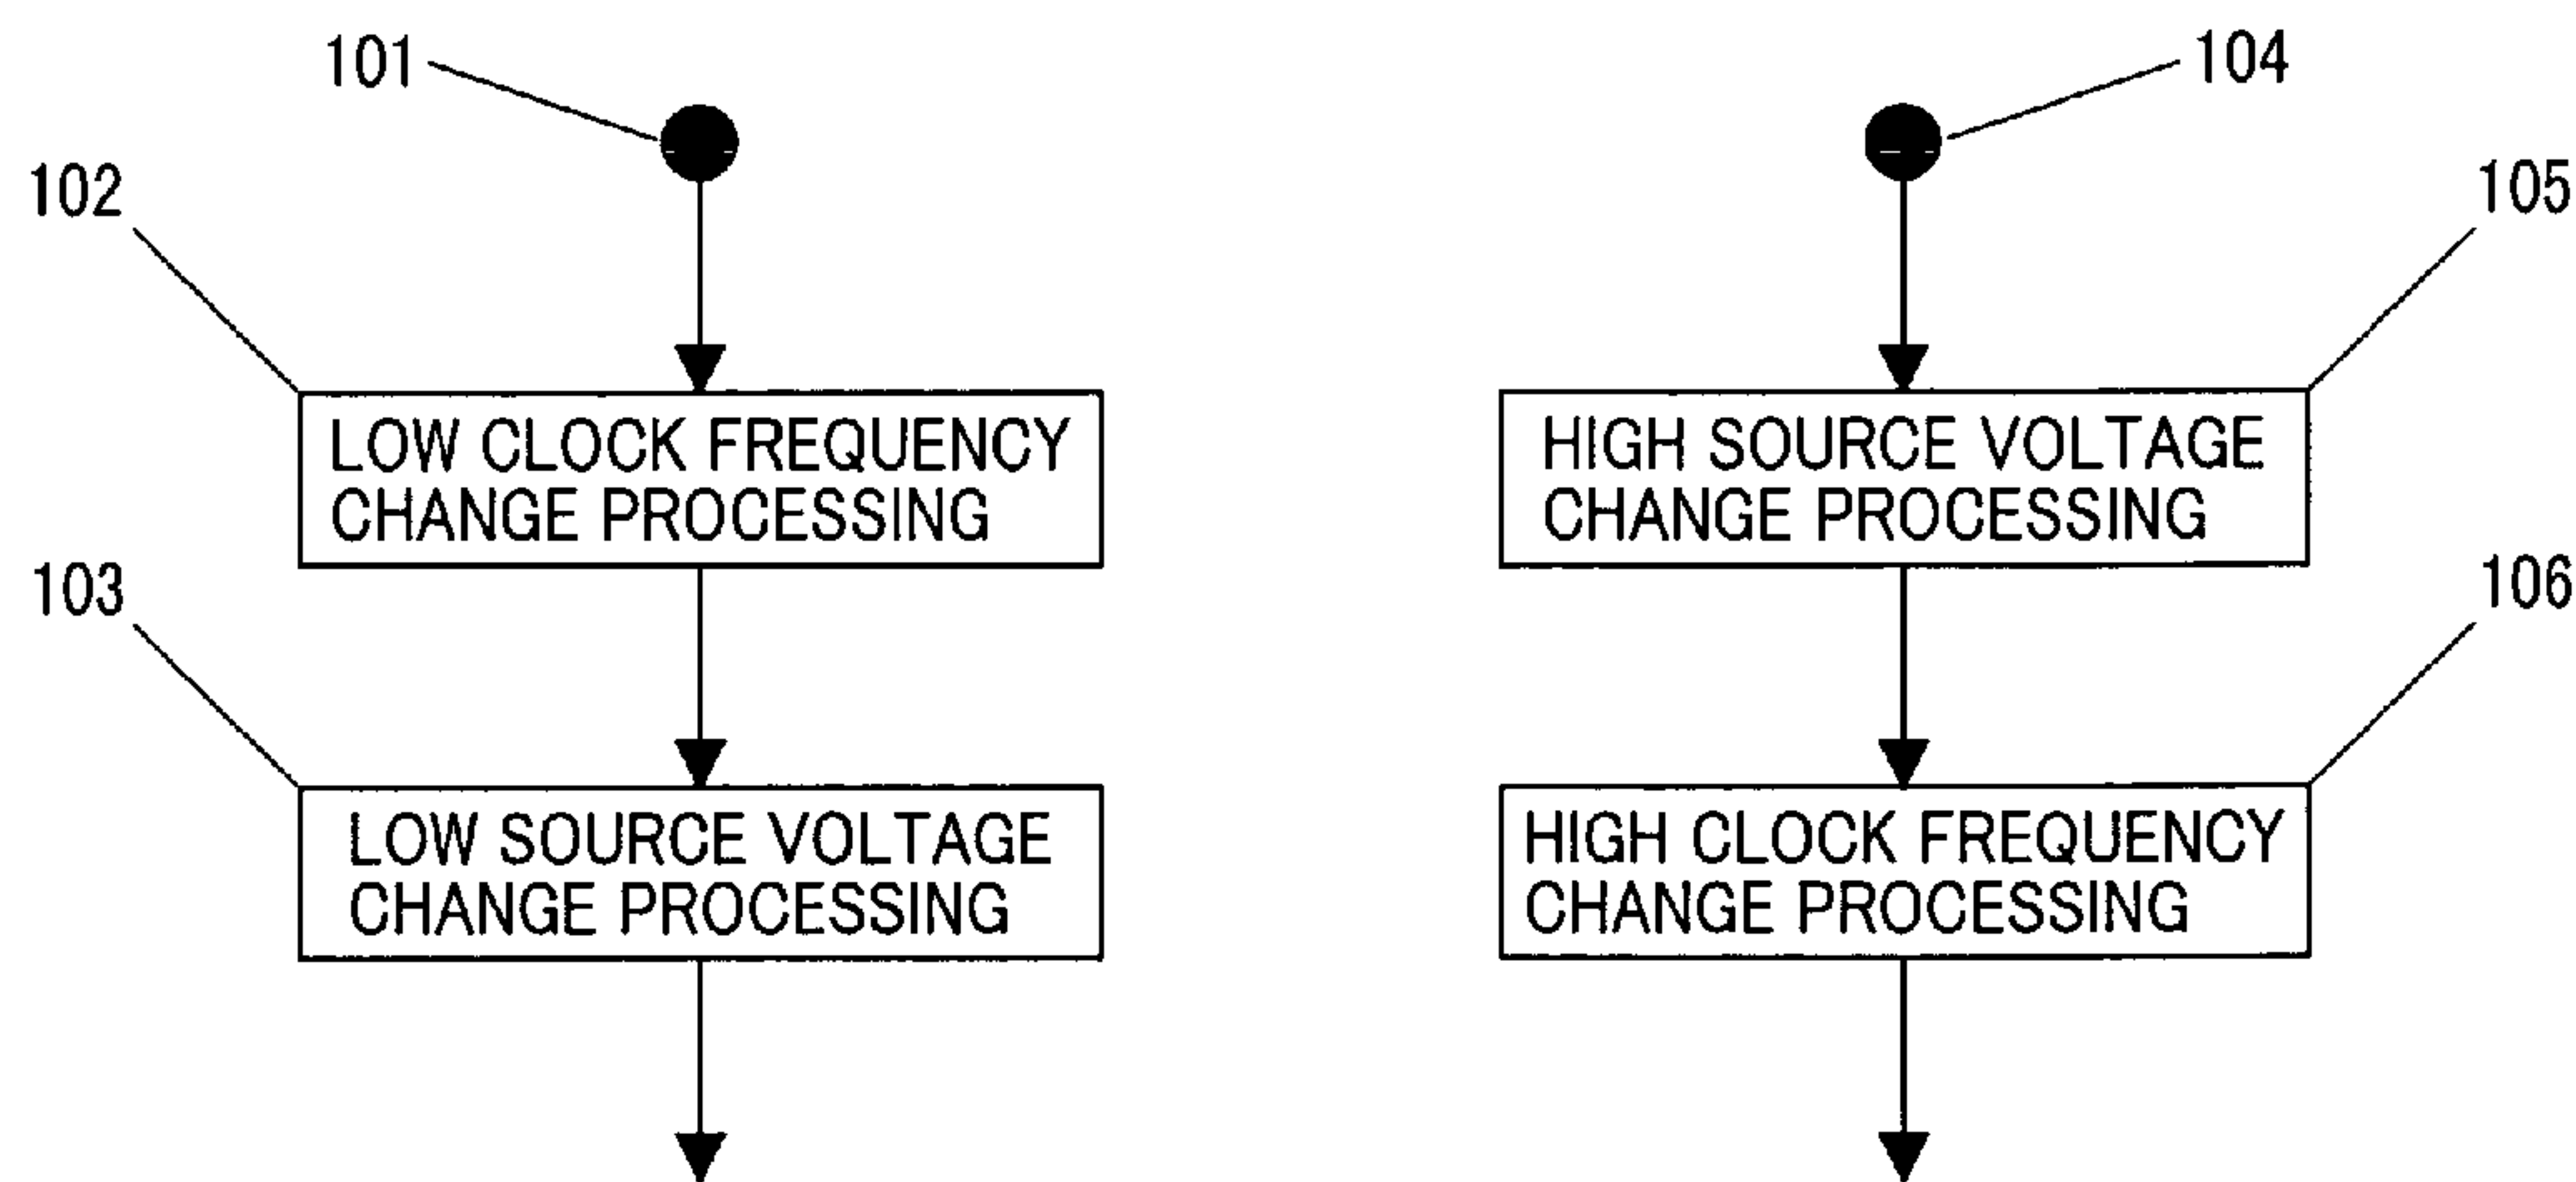 101
102
LOW CLOCK FREQUENCY
CHANGE PROCESSING
103
LOW SOURCE VOLTAGE
CHANGE PROCESSING
104
105
HIGH SOURCE VOLTAGE
CHANGE PROCESSING
106
HIGH CLOCK FREQUENCY
CHANGE PROCESSING